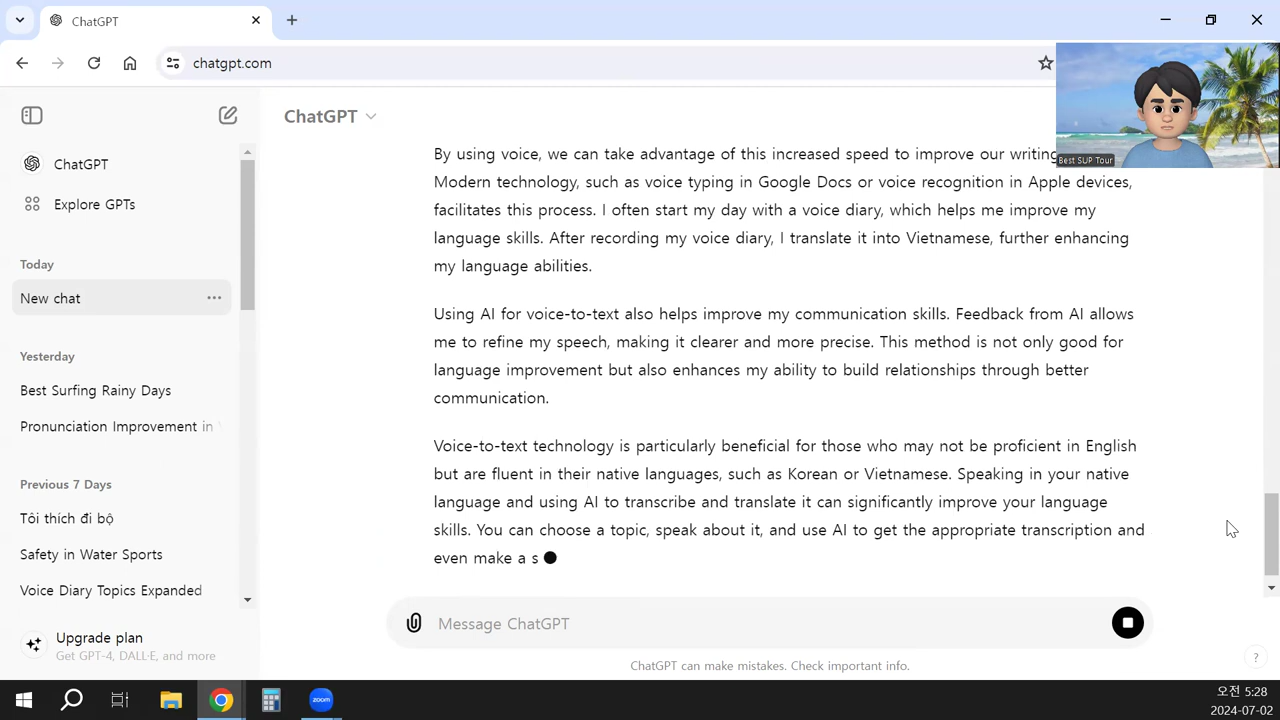 ChatGPT
chatgpt.com
Best SUP Tour
ChatGPT
ChatGPT
Explore GPTs
Today
New chat
Yesterday
Best Surfing Rainy Days
Pronunciation Improvement in
Previous 7 Days
Tôi thích đi bộ
Safety in Water Sports
Voice Diary Topics Expanded
Upgrade plan
Get GPT-4, DALL·E, and more
By using voice, we can take advantage of this increased speed to improve our writing
Modern technology, such as voice typing in Google Docs or voice recognition in Apple devices,
facilitates this process. I often start my day with a voice diary, which helps me improve my
language skills. After recording my voice diary, I translate it into Vietnamese, further enhancing
my language abilities.
Using AI for voice-to-text also helps improve my communication skills. Feedback from AI allows
me to refine my speech, making it clearer and more precise. This method is not only good for
language improvement but also enhances my ability to build relationships through better
communication.
Voice-to-text technology is particularly beneficial for those who may not be proficient in English
but are fluent in their native languages, such as Korean or Vietnamese. Speaking in your native
language and using AI to transcribe and translate it can significantly improve your language
skills. You can choose a topic, speak about it, and use AI to get the appropriate transcription and
even make a s
Message ChatGPT
ChatGPT can make mistakes. Check important info.
?
zoom
오전 5:28
2024-07-02